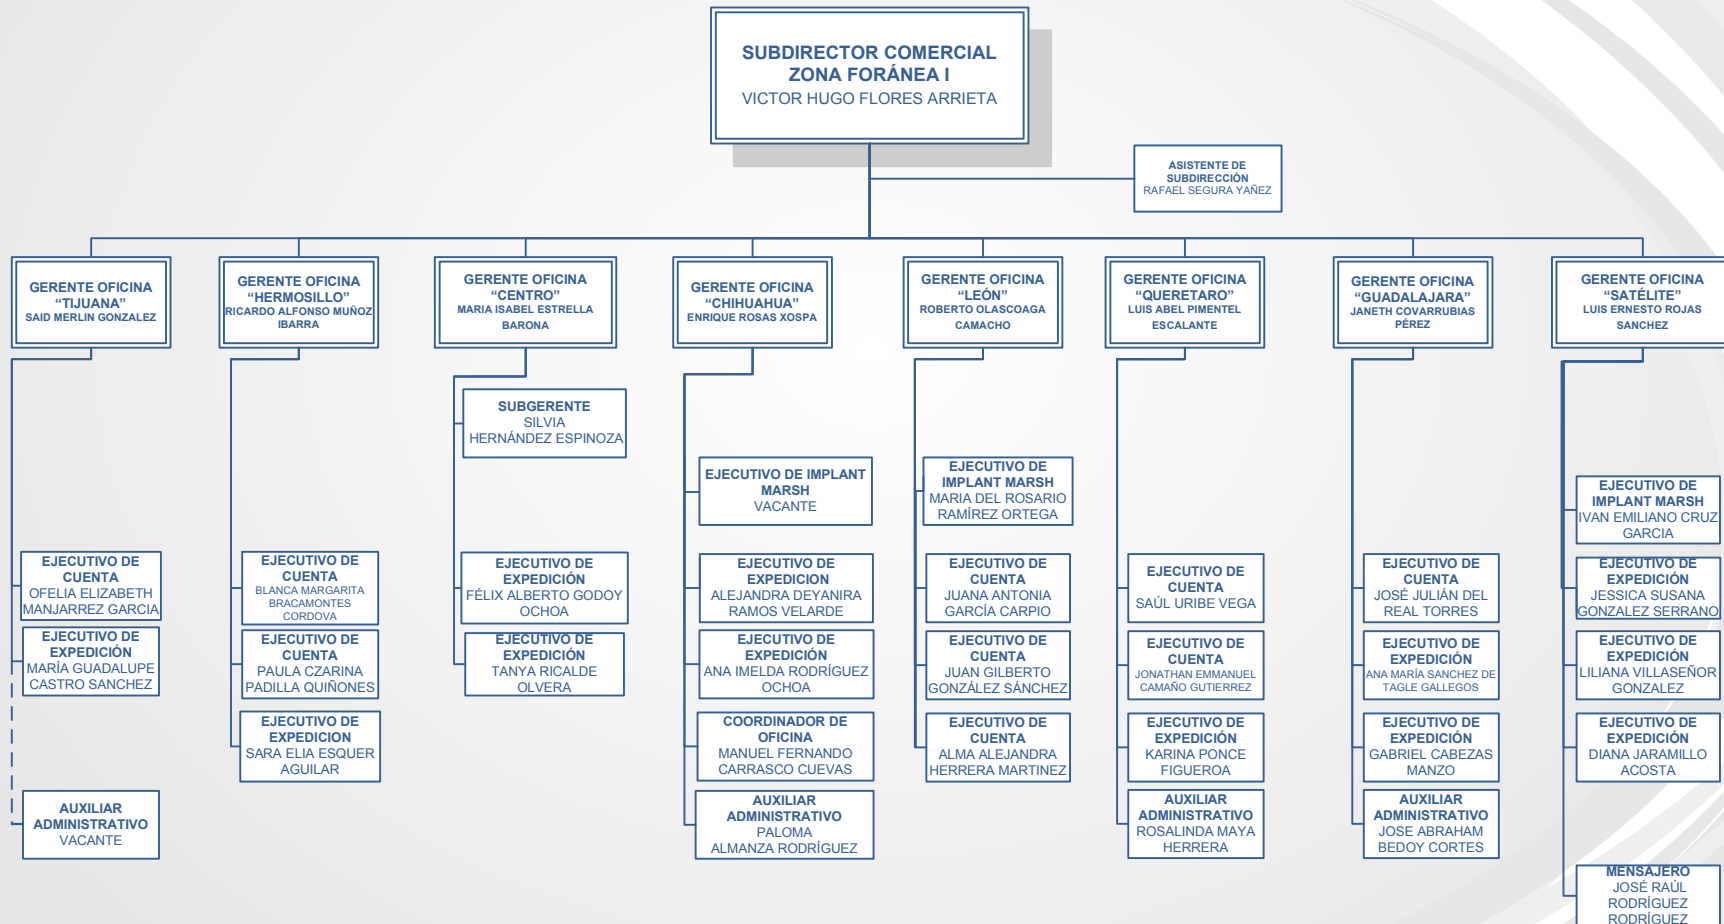 SUBDIRECTOR COMERCIAL
ZONA FORÁNEA I
VICTOR HUGO FLORES ARRIETA
ASISTENTE DE
SUBDIRECCIÓN
RAFAEL SEGURA YAÑEZ
GERENTE OFICINA
“TIJUANA”
SAID MERLIN GONZALEZ
GERENTE OFICINA
“HERMOSILLO”
RICARDO ALFONSO MUÑOZ
IBARRA
GERENTE OFICINA
“CENTRO”
MARIA ISABEL ESTRELLA
BARONA
GERENTE OFICINA
“CHIHUAHUA”
ENRIQUE ROSAS XOSPA
GERENTE OFICINA
“LEÓN”
ROBERTO OLASCOAGA
CAMACHO
GERENTE OFICINA
“QUERETARO”
LUIS ABEL PIMENTEL
ESCALANTE
GERENTE OFICINA
“GUADALAJARA”
JANETH COVARRUBIAS
PÉREZ
GERENTE OFICINA
“SATÉLITE”
LUIS ERNESTO ROJAS
SANCHEZ
EJECUTIVO DE
CUENTA
OFELIA ELIZABETH
MANJARREZ GARCIA
EJECUTIVO DE
EXPEDICIÓN
MARÍA GUADALUPE
CASTRO SANCHEZ
AUXILIAR
ADMINISTRATIVO
VACANTE
EJECUTIVO DE
CUENTA
BLANCA MARGARITA
BRACAMONTES
CORDOVA
EJECUTIVO DE
CUENTA
PAULA CZARINA
PADILLA QUIÑONES
EJECUTIVO DE
EXPEDICION
SARA ELIA ESQUER
AGUILAR
SUBGERENTE
SILVIA
HERNÁNDEZ ESPINOZA
EJECUTIVO DE
EXPEDICIÓN
FÉLIX ALBERTO GODOY
OCHOA
EJECUTIVO DE
EXPEDICIÓN
TANYA RICALDE
OLVERA
EJECUTIVO DE IMPLANT
MARSH
VACANTE
EJECUTIVO DE
EXPEDICION
ALEJANDRA DEYANIRA
RAMOS VELARDE
EJECUTIVO DE
EXPEDICIÓN
ANA IMELDA RODRÍGUEZ
OCHOA
COORDINADOR DE
OFICINA
MANUEL FERNANDO
CARRASCO CUEVAS
AUXILIAR
ADMINISTRATIVO
PALOMA
ALMANZA RODRÍGUEZ
EJECUTIVO DE
IMPLANT MARSH
MARIA DEL ROSARIO
RAMÍREZ ORTEGA
EJECUTIVO DE
CUENTA
JUANA ANTONIA
GARCÍA CARPIO
EJECUTIVO DE
CUENTA
JUAN GILBERTO
GONZÁLEZ SÁNCHEZ
EJECUTIVO DE
CUENTA
ALMA ALEJANDRA
HERRERA MARTINEZ
EJECUTIVO DE
CUENTA
SAÚL URIBE VEGA
EJECUTIVO DE
CUENTA
JONATHAN EMMANUEL
CAMAÑO GUTIERREZ
EJECUTIVO DE
EXPEDICIÓN
KARINA PONCE
FIGUEROA
AUXILIAR
ADMINISTRATIVO
ROSALINDA MAYA
HERRERA
EJECUTIVO DE
CUENTA
JOSÉ JULIÁN DEL
REAL TORRES
EJECUTIVO DE
EXPEDICIÓN
ANA MARÍA SANCHEZ DE
TAGLE GALLEGOS
EJECUTIVO DE
EXPEDICIÓN
GABRIEL CABEZAS
MANZO
AUXILIAR
ADMINISTRATIVO
JOSE ABRAHAM
BEDOY CORTES
EJECUTIVO DE
IMPLANT MARSH
IVAN EMILIANO CRUZ
GARCIA
EJECUTIVO DE
EXPEDICIÓN
JESSICA SUSANA
GONZALEZ SERRANO
EJECUTIVO DE
EXPEDICIÓN
LILIANA VILLASEÑOR
GONZALEZ
EJECUTIVO DE
EXPEDICIÓN
DIANA JARAMILLO
ACOSTA
MENSAJERO
JOSÉ RAÚL
RODRÍGUEZ
RODRÍGUEZ